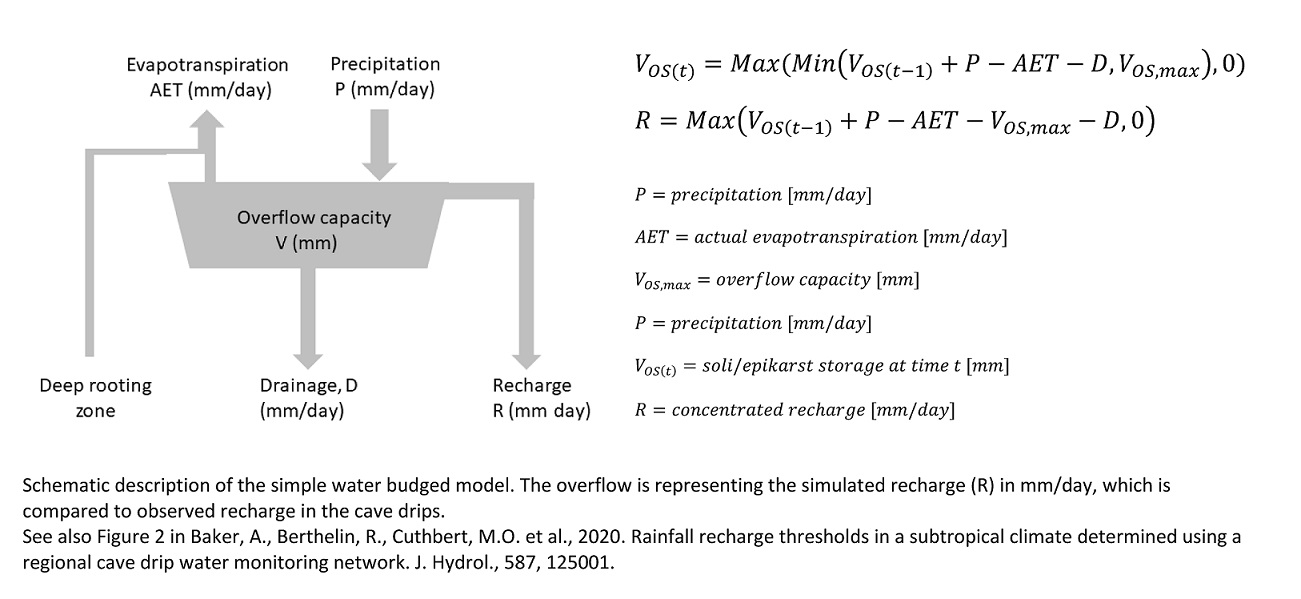 Evapotranspiration
AET (mm/day)
Precipitation
P (mm/day)
Overflow capacity
V (mm)
Deep rooting
zone
Drainage, D
(mm/day)
Recharge
R (mm day)
V_{OS(t)} = Max(Min(V_{OS(t−1)} + P − AET − D, V_{OS,max}), 0)
R = Max(V_{OS(t−1)} + P − AET − V_{OS,max} − D, 0)
P = precipitation [mm/day]
AET = actual evapotranspiration [mm/day]
V_{OS,max} = overflow capacity [mm]
P = precipitation [mm/day]
V_{OS(t)} = soli/epikarst storage at time t [mm]
R = concentrated recharge [mm/day]
Schematic description of the simple water budged model. The overflow is representing the simulated recharge (R) in mm/day, which is
compared to observed recharge in the cave drips.
See also Figure 2 in Baker, A., Berthelin, R., Cuthbert, M.O. et al., 2020. Rainfall recharge thresholds in a subtropical climate determined using a
regional cave drip water monitoring network. J. Hydrol., 587, 125001.